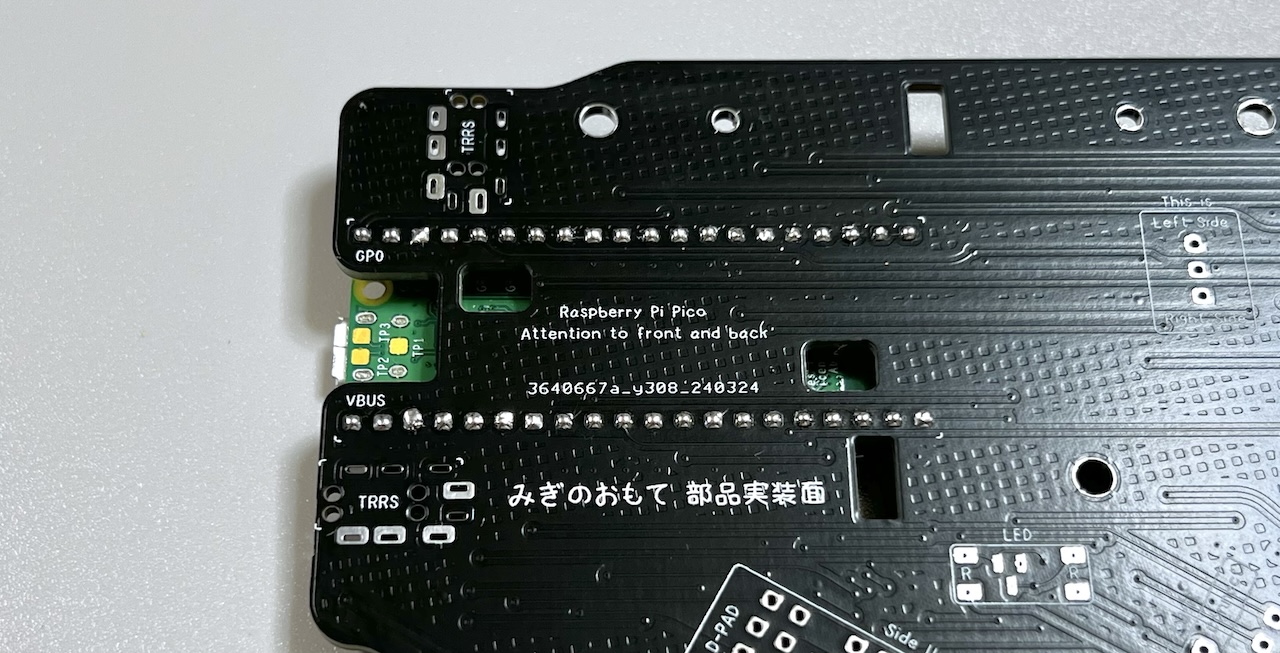 TRRS
GP0
This is
Left Side
Raspberry Pi Pico
Attention to front and back
TP3
TP1
TP2
3640667a_y308_240324
VBUS
TRRS
みぎのおもて 部品実装面
LED
R
R
D-PAD
Side